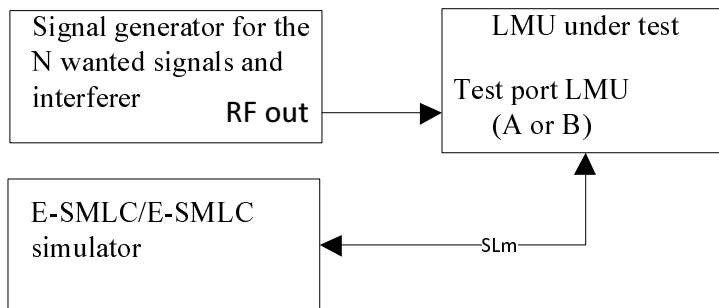 Signal generator for the
N wanted signals and
interferer
RF out
LMU under test
Test port LMU
(A or B)
E-SMLC/E-SMLC
simulator
SLm